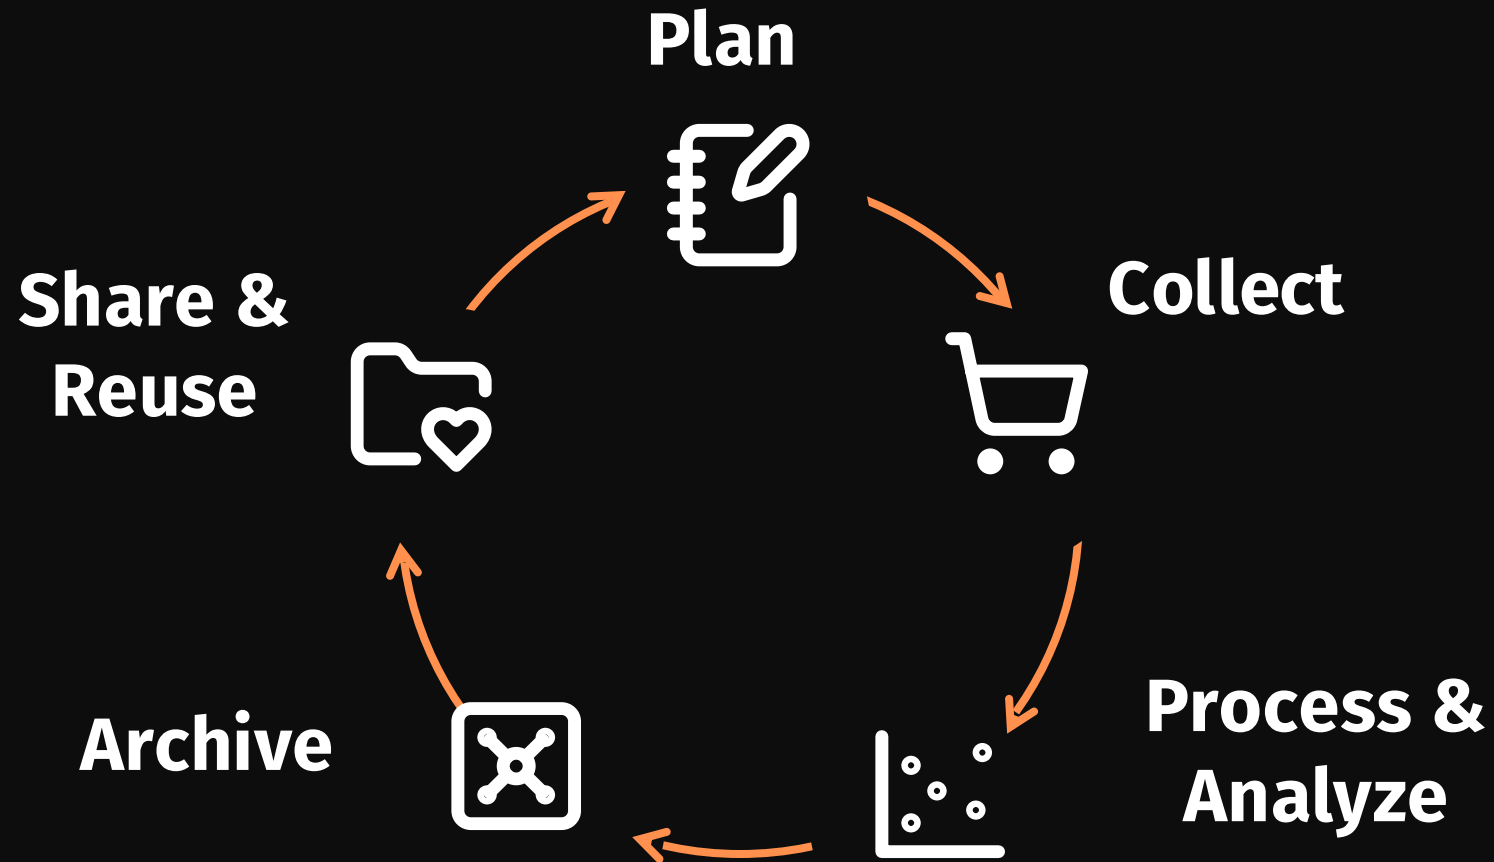 Plan
Collect
Process &
Analyze
Archive
Share &
Reuse